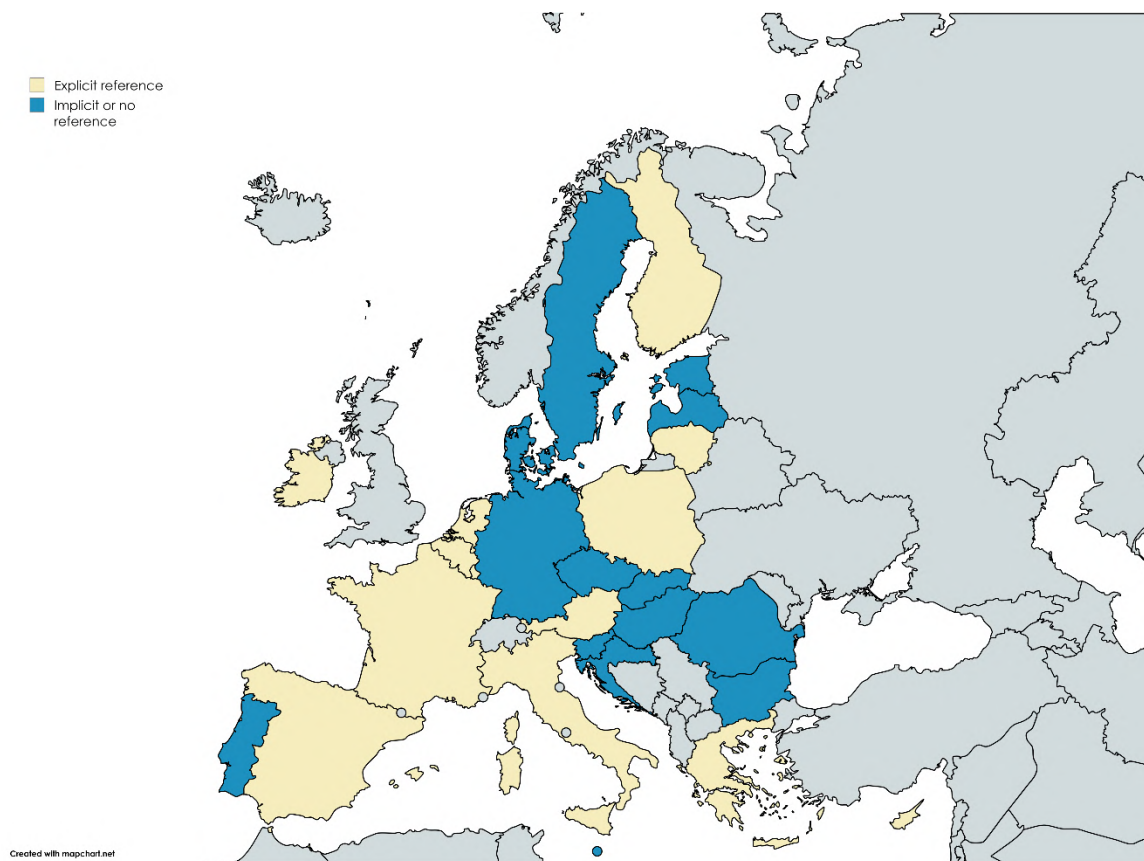 Explicit reference
Implicit or no
reference
Created with mapchart.net